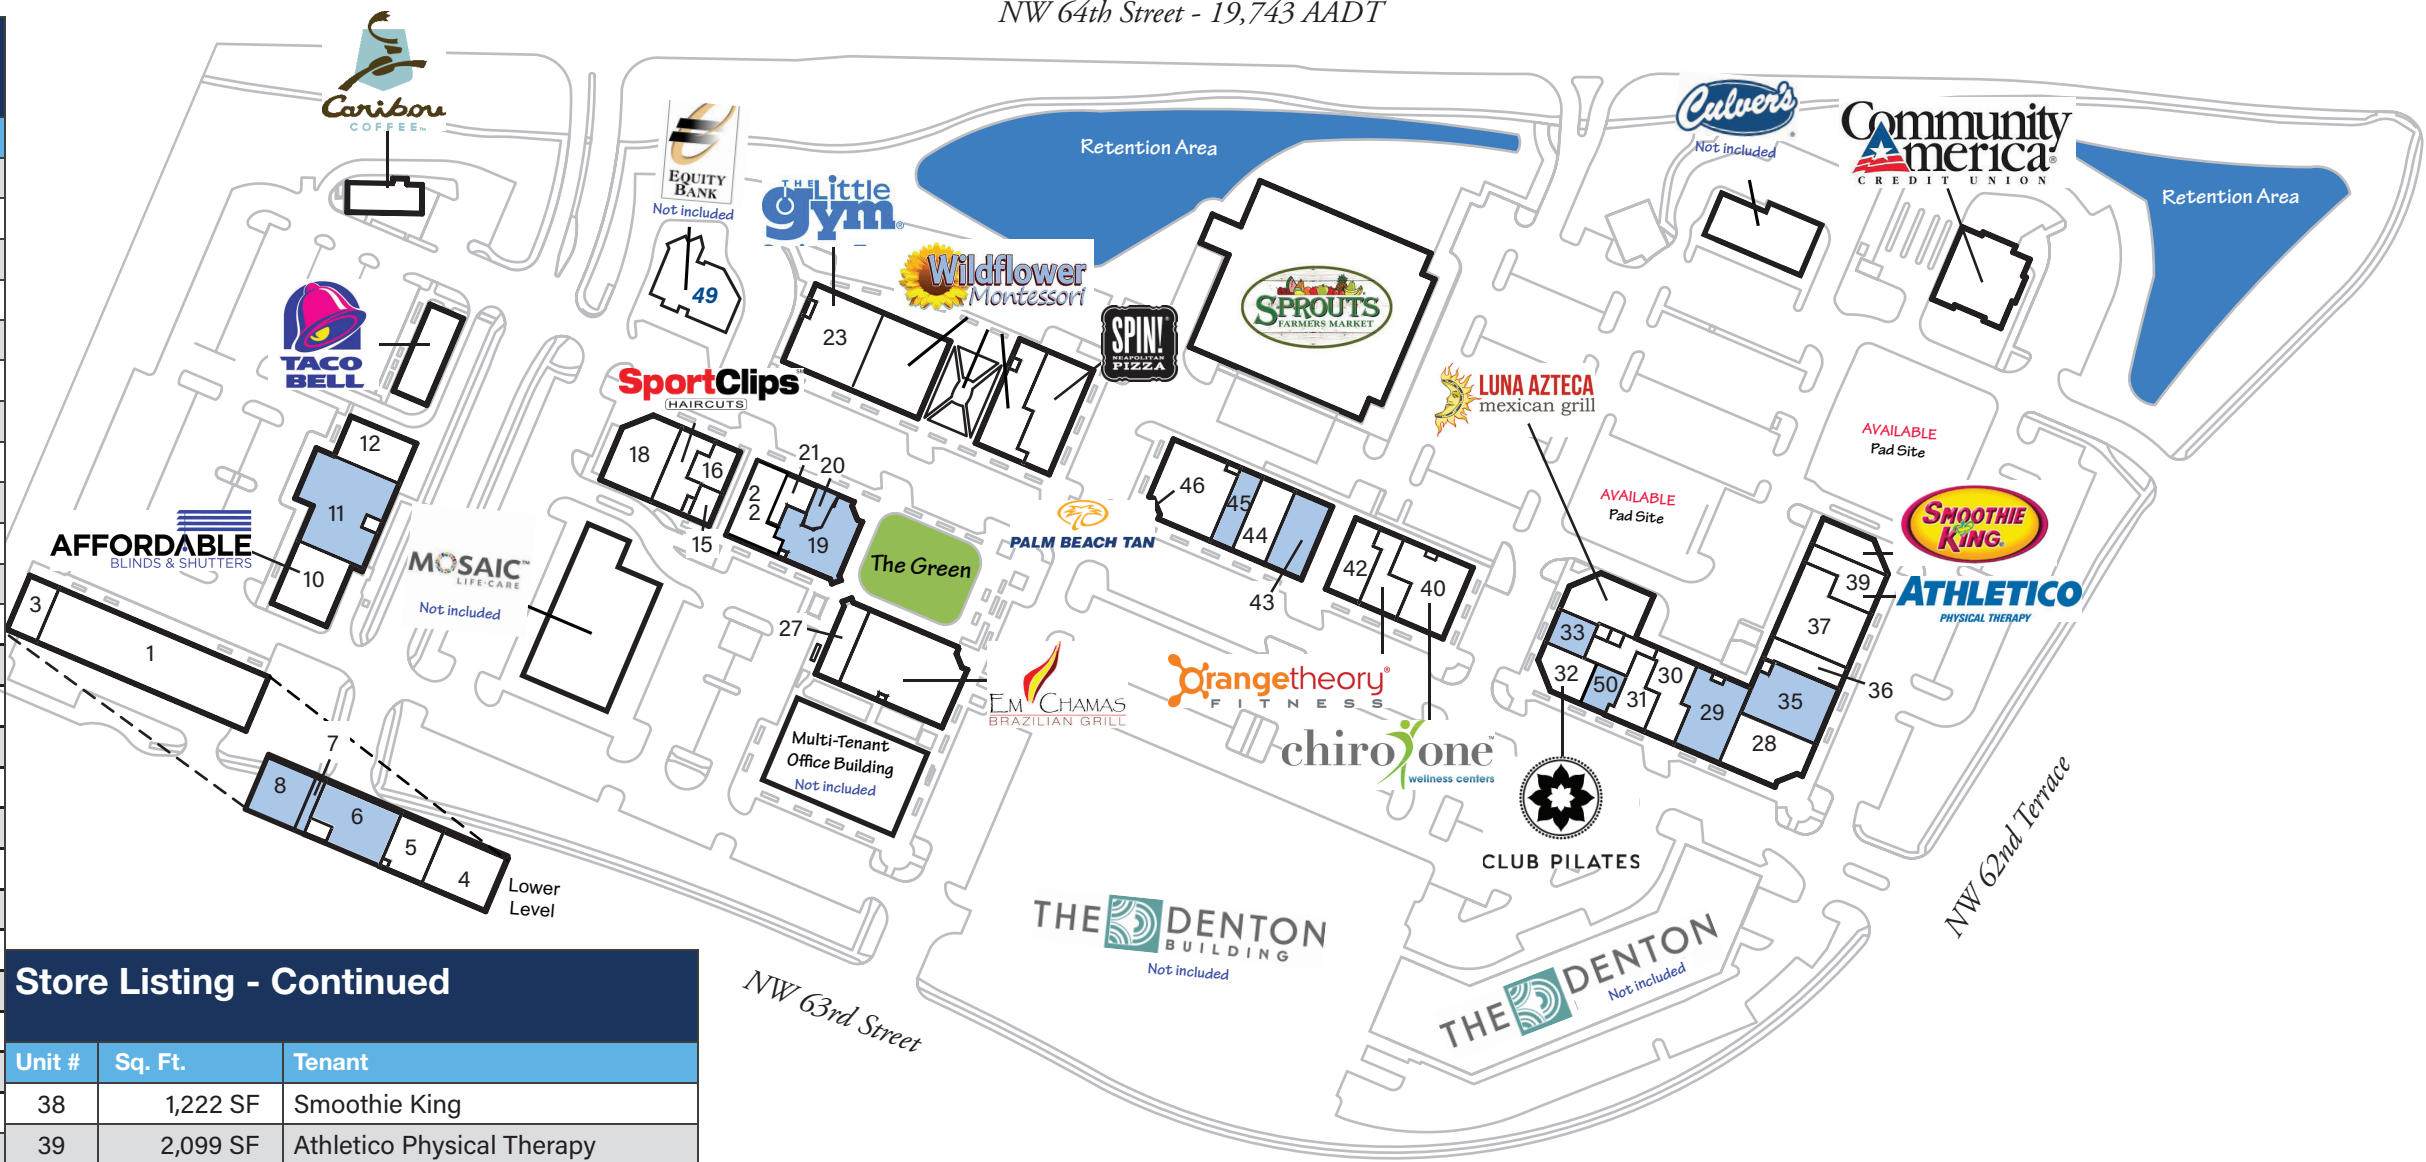 NW 64th Street - 19,743 AADT
Caribou
COFFEE™
EQUITY
BANK
Not included
49
THE Little
gym®
Wildflower
Montessori
Retention Area
SPIN!
NEAPOLITAN
PIZZA
SPROUTS
FARMERS MARKET
Culver's
Not included
Community
America®
CREDIT UNION
Retention Area
TACO
BELL
SportClips
HAIRCUTS
23
LUNA AZTECA
mexican grill
AVAILABLE
Pad Site
AVAILABLE
Pad Site
12
11
10
AFFORDABLE
BLINDS & SHUTTERS
MOSAIC™
LIFE·CARE
Not included
18
16
15
2
2
21
20
19
The Green
PALM BEACH TAN
46
45
44
43
42
40
SMOOTHIE
KING
ATHLETICO
PHYSICAL THERAPY
39
37
36
35
28
33
32
50
31
30
29
3
1
27
EM CHAMAS
BRAZILIAN GRILL
Orangetheory®
FITNESS
chiro one™
wellness centers
CLUB PILATES
Multi-Tenant
Office Building
Not included
7
8
6
5
4
Lower
Level
THE DENTON
BUILDING
Not included
THE DENTON
Not included
NW 63rd Street
NW 62nd Terrace
Store Listing - Continued
Unit # Sq. Ft. Tenant
38 1,222 SF Smoothie King
39 2,099 SF Athletico Physical Therapy